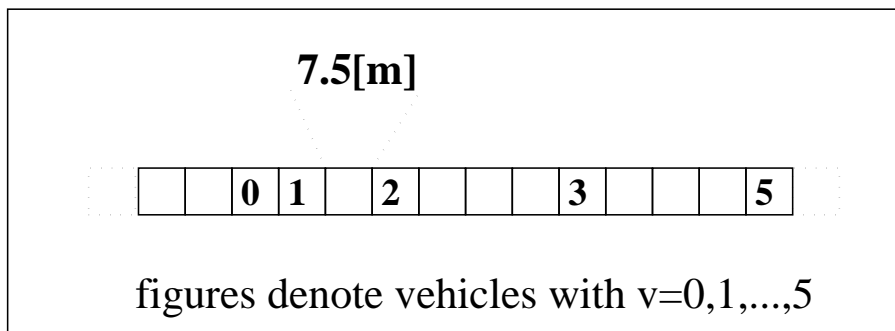 7.5[m]
0 1 2 3 5
figures denote vehicles with v=0,1,...,5